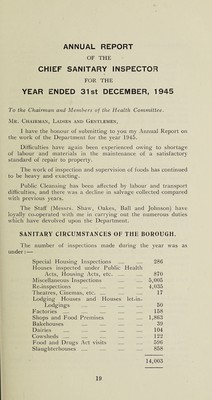 ANNUAL REPORT
OF THE
CHIEF SANITARY INSPECTOR
FOR THE
YEAR ENDED 31st DECEMBER, 1945
To the Chairman and Members of the Health Committee.
MR. CHAIRMAN, LADIES AND GENTLEMEN,
I have the honour of submitting to you my Annual Report on
the work of the Department for the year 1945.
Difficulties have again been experienced owing to shortage
of labour and materials in the maintenance of a satisfactory
standard of repair to property.
The work of inspection and supervision of foods has continued
to be heavy and exacting.
Public Cleansing has been affected by labour and transport
difficulties, and there was a decline in salvage collected compared
with previous years.
The Staff (Messrs. Shaw, Oakes, Ball and Johnson) have
loyally co-operated with me in carrying out the numerous duties
which have devolved upon the Department.
SANITARY CIRCUMSTANCES OF THE BOROUGH.
The number of inspections made during the year was as
under:—
Special Housing Inspections ... ... 286
Houses inspected under Public Health
Acts, Housing Acts, etc. ... ... 870
Miscellaneous Inspections ... ... 5,005
Re-inspections ... ... ... 4,035
Theatres, Cinemas, etc. ... ... 17
Lodging Houses and Houses let-in-
Lodgings ... ... ... 50
Factories ... ... ... 158
Shops and Food Premises ... ... 1,863
Bakehouses ... ... ... 39
Dairies ... ... ... 104
Cowsheds ... ... ... 122
Food and Drugs Act visits ... ... 596
Slaughterhouses ... ... ... 858
14,003
19